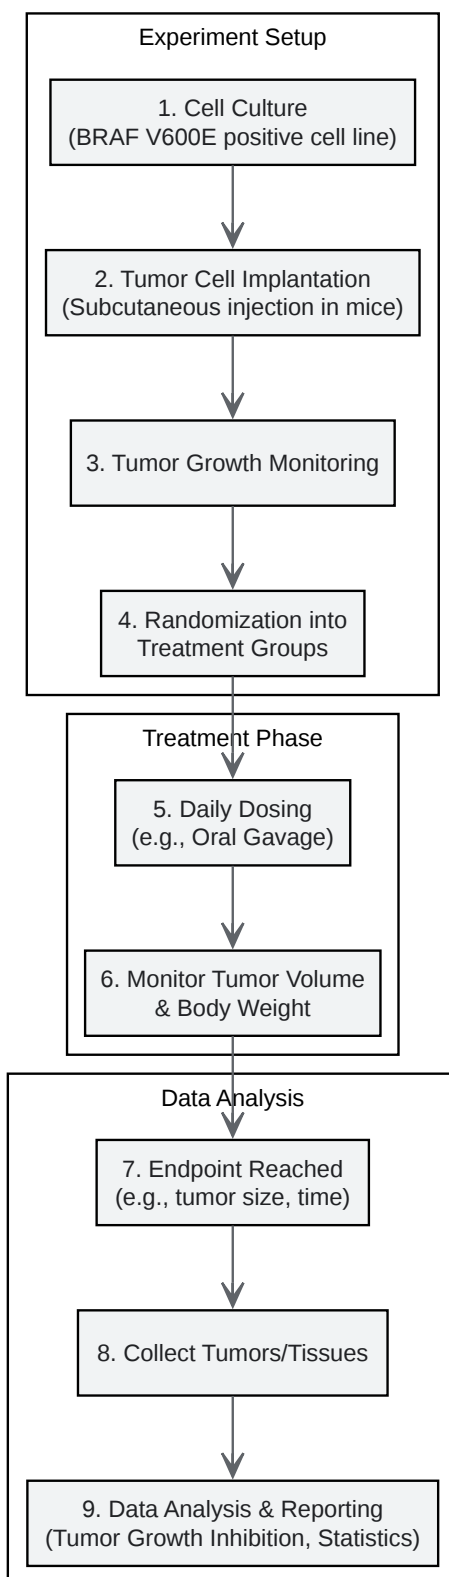 Experiment Setup
1. Cell Culture
(BRAF V600E positive cell line)
2. Tumor Cell Implantation
(Subcutaneous injection in mice)
3. Tumor Growth Monitoring
4. Randomization into
Treatment Groups
Treatment Phase
5. Daily Dosing
(e.g., Oral Gavage)
6. Monitor Tumor Volume
& Body Weight
Data Analysis
7. Endpoint Reached
(e.g., tumor size, time)
8. Collect Tumors/Tissues
9. Data Analysis & Reporting
(Tumor Growth Inhibition, Statistics)